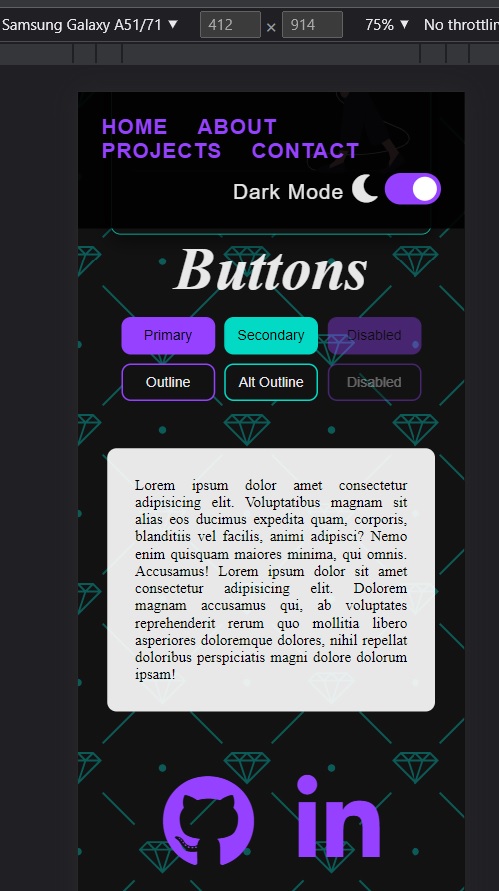 Samsung Galaxy A51/71 ▼ 412 × 914 75% ▼ No throttlin
HOME ABOUT
PROJECTS CONTACT
Dark Mode
Buttons
Primary Secondary Disabled
Outline Alt Outline Disabled
Lorem ipsum dolor amet consectetur
adipisicing elit. Voluptatibus magnam sit
alias eos ducimus expedita quam, corporis,
blanditiis vel facilis, animi adipisci? Nemo
enim quisquam maiores minima, qui omnis.
Accusamus! Lorem ipsum dolor sit amet
consectetur adipisicing elit. Dolorem
magnam accusamus qui, ab voluptates
reprehenderit rerum quo mollitia libero
asperiores doloremque dolores, nihil repellat
doloribus perspiciatis magni dolore dolorum
ipsam!
in